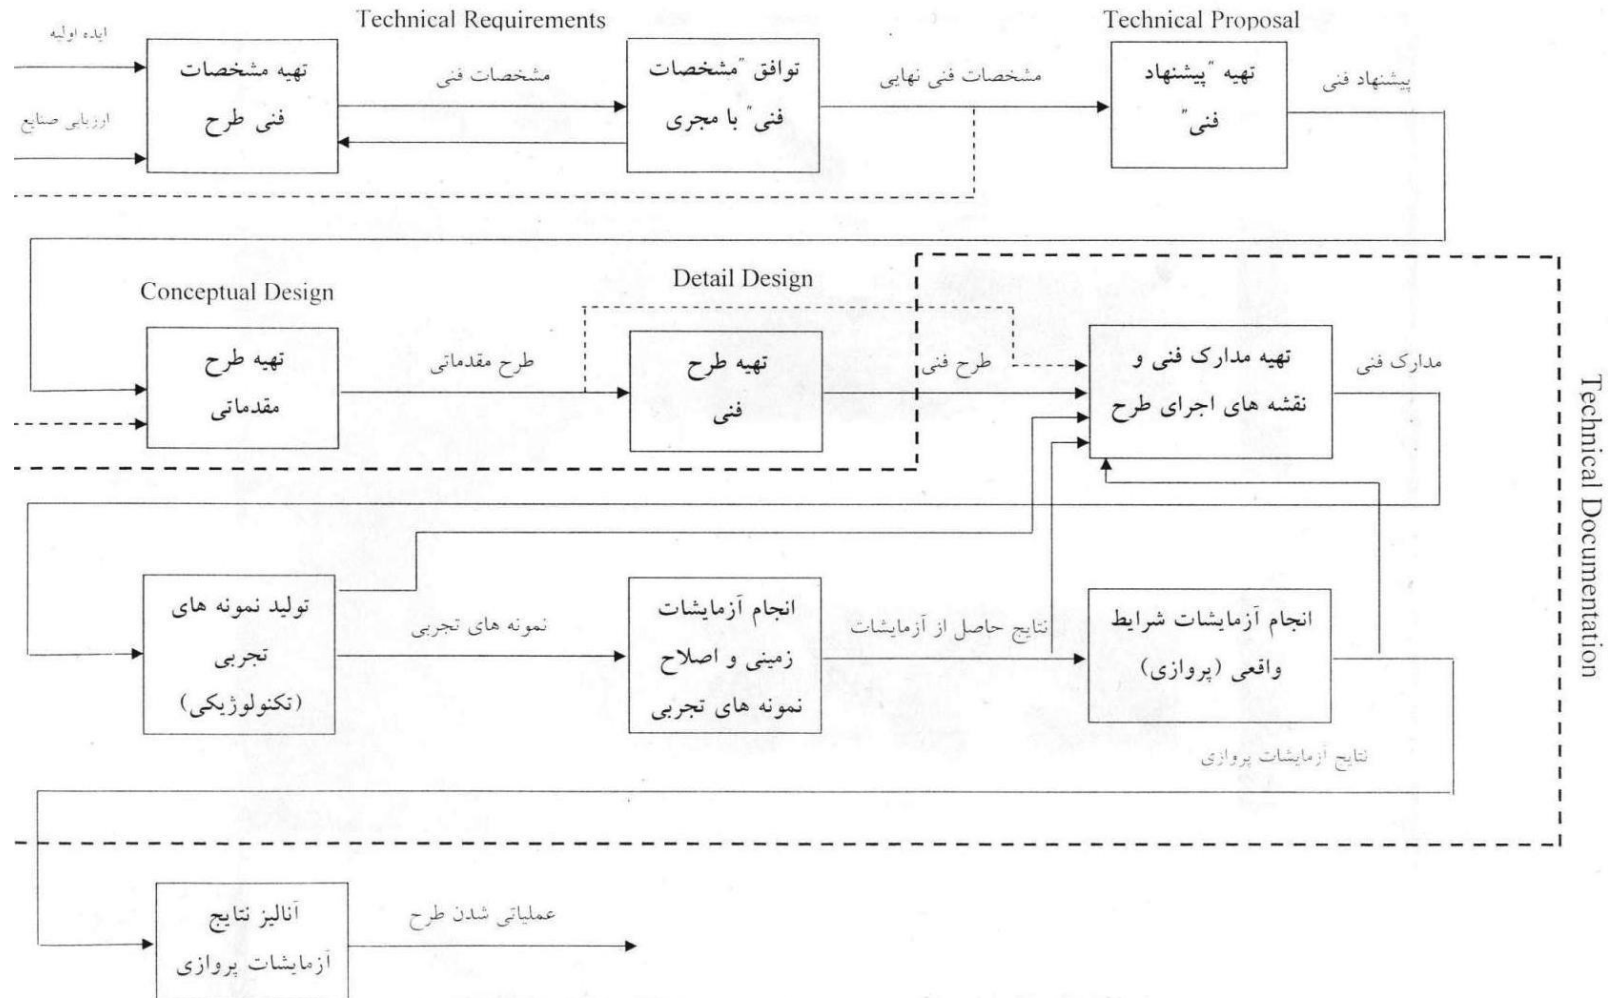 Technical Requirements
Technical Proposal
ایده اولیه
ارزیابی صنایع
تهیه مشخصات
فنی طرح
مشخصات فنی
توافق "مشخصات
فنی" با مجری
مشخصات فنی نهایی
تهیه "پیشنهاد
فنی"
پیشنهاد فنی
Conceptual Design
Detail Design
تهیه طرح
مقدماتی
طرح مقدماتی
تهیه طرح
فنی
طرح فنی
تهیه مدارک فنی و
نقشه های اجرای طرح
مدارک فنی
Technical Documentation
تولید نمونه های
تجربی
(تکنولوژیکی)
نمونه های تجربی
انجام آزمایشات
زمینی و اصلاح
نمونه های تجربی
نتایج حاصل از آزمایشات
انجام آزمایشات شرایط
واقعی (پروازی)
نتایج آزمایشات پروازی
آنالیز نتایج
آزمایشات پروازی
عملیاتی شدن طرح